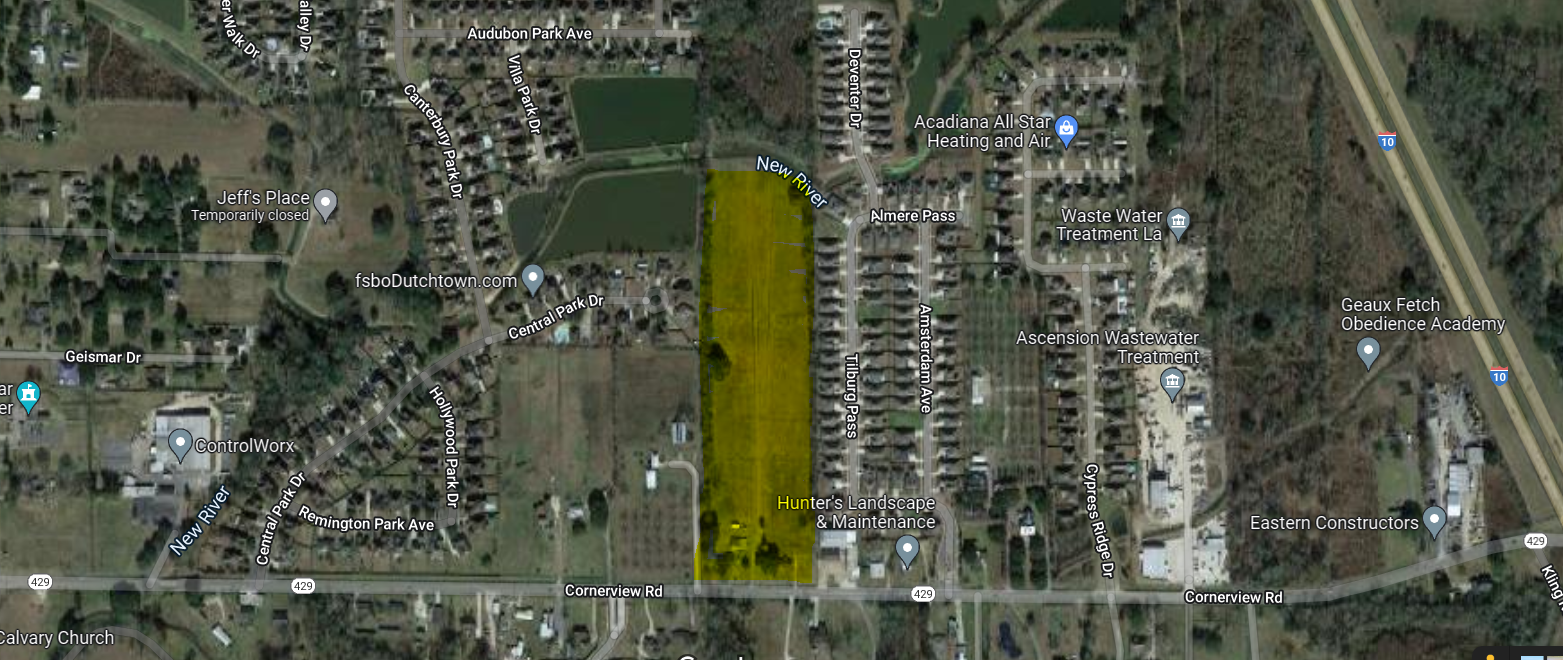 Audubon Park Ave
Villa Park Dr
Canterbury Park Dr
Deventer Dr
Acadiana All Star
Heating and Air
10
New River
Jeff's Place
Temporarily closed
Almere Pass
Waste Water
Treatment La
fsboDutchtown.com
Central Park Dr
Geaux Fetch
Obedience Academy
Amsterdam Ave
Ascension Wastewater
Treatment
Geismar Dr
Tilburg Pass
10
Hollywood Park Dr
ControlWorx
Central Park Dr
New River
Remington Park Ave
Hunter's Landscape
& Maintenance
Cypress Ridge Dr
Eastern Constructors
429
429
429
Cornerview Rd
429
Cornerview Rd
Calvary Church